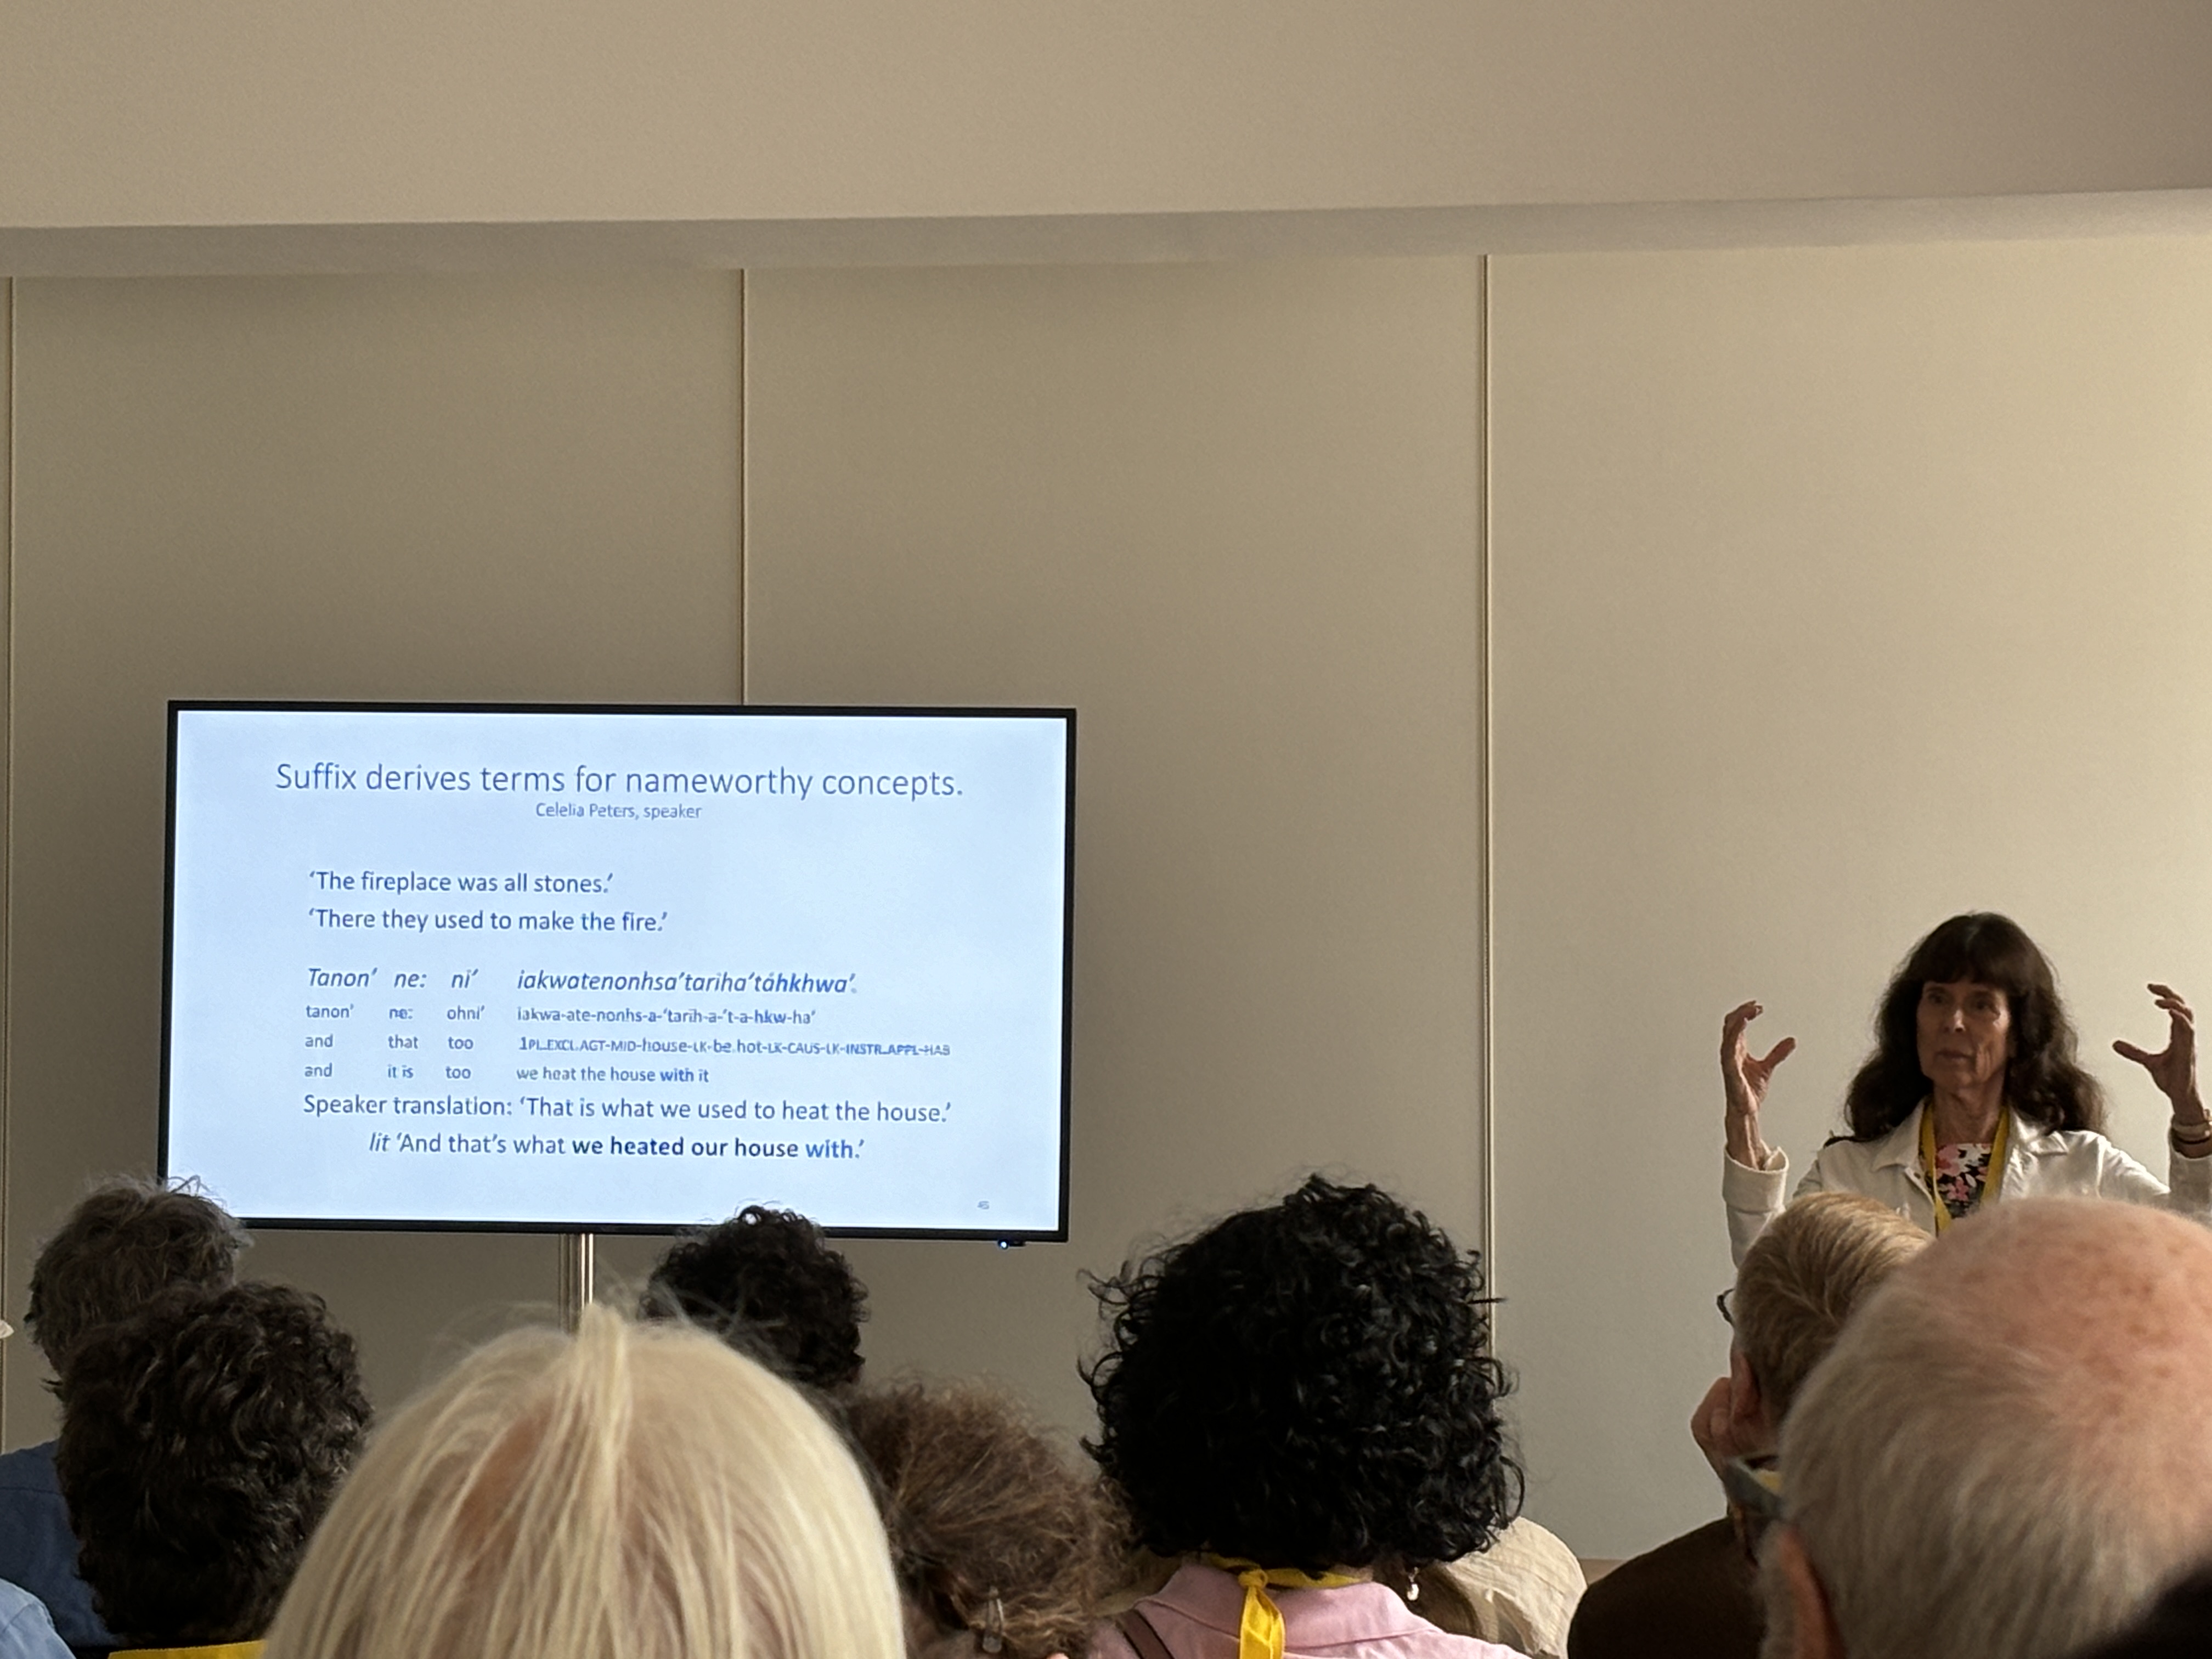 Suffix derives terms for nameworthy concepts.
Celelia Peters, speaker
‘The fireplace was all stones.’
‘There they used to make the fire.’
Tanon’ ne: ni’ iakwatenonhsa’tariha’táhkhwa’.
tanon’ ne: ohni’ iakwa-ate-nonhs-a-’tarih-a-’t-a-hkw-ha’
and that too 1PL.EXCL.AGT-MID-house-LK-be.hot-LK-CAUS-LK-INSTR.APPL-HAB
and it is too we heat the house with it
Speaker translation: ‘That is what we used to heat the house.’
lit ‘And that’s what we heated our house with.’